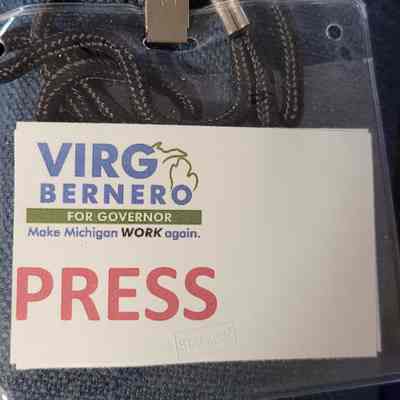 VIRG
BERNERO
FOR GOVERNOR
Make Michigan WORK again.
PRESS